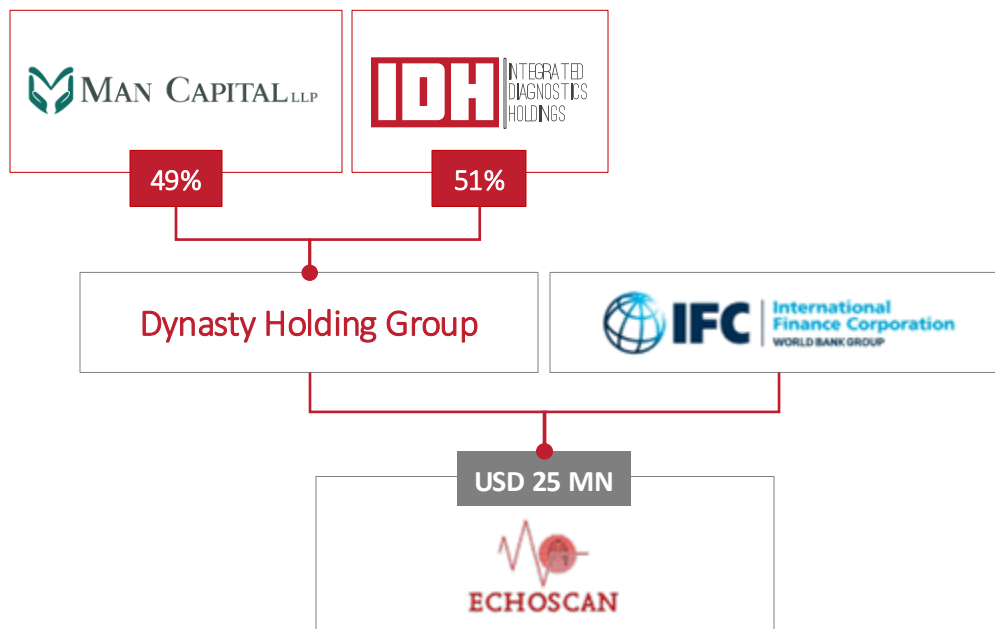 MAN CAPITAL LLP
IDH
INTEGRATED
DIAGNOSTICS
HOLDINGS
49%
51%
Dynasty Holding Group
IFC
International
Finance Corporation
WORLD BANK GROUP
USD 25 MN
ECHOSCAN